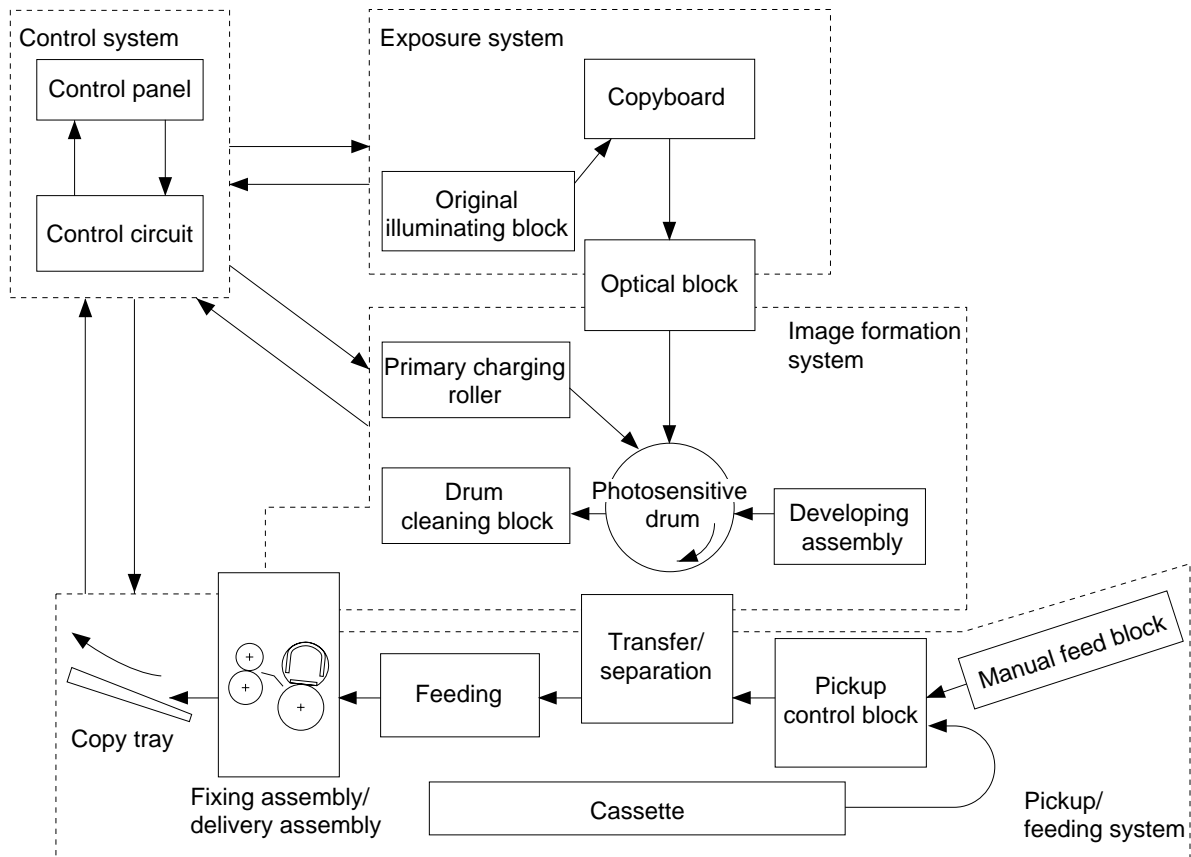 Control system
Control panel
Control circuit
Exposure system
Copyboard
Original
illuminating block
Optical block
Image formation
system
Primary charging
roller
Drum
cleaning block
Photosensitive
drum
Developing
assembly
Transfer/
separation
Manual feed block
Pickup
control block
Feeding
Copy tray
Fixing assembly/
delivery assembly
Cassette
Pickup/
feeding system